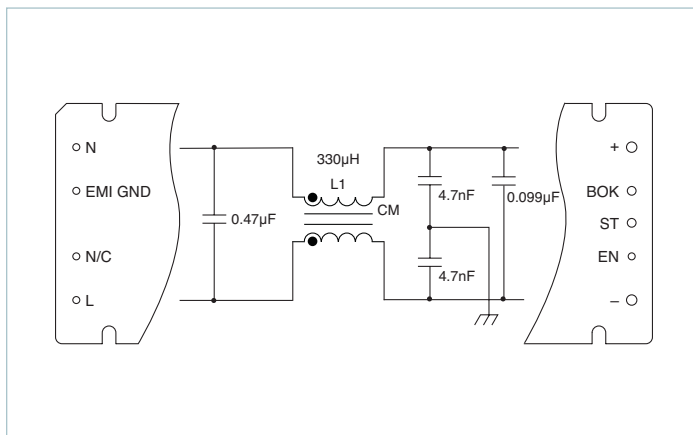 N
EMI GND
N/C
L
0.47µF
330µH
L1
CM
4.7nF
4.7nF
0.099µF
+
BOK
ST
EN
–